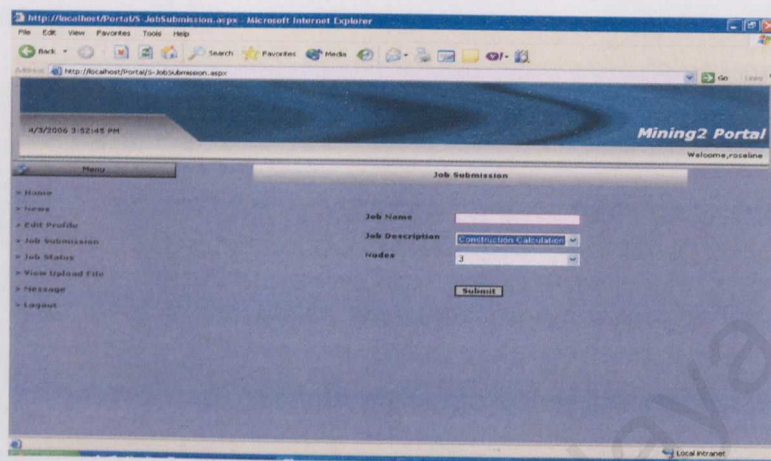 http://localhost/Portal/S-JobSubmission.aspx - Microsoft Internet Explorer
File Edit View Favorites Tools Help
Back Search Favorites Media
Address http://localhost/Portal/S-JobSubmission.aspx Go Links
4/3/2006 3:52:45 PM
Mining2 Portal
Welcome,roseline
Menu
Job Submission
» Home
» News
» Edit Profile
» Job Submission
» Job Status
» View Upload File
» Message
» Logout
Job Name
Job Description Construction Calculation
Nodes 3
Submit
Local intranet
laya